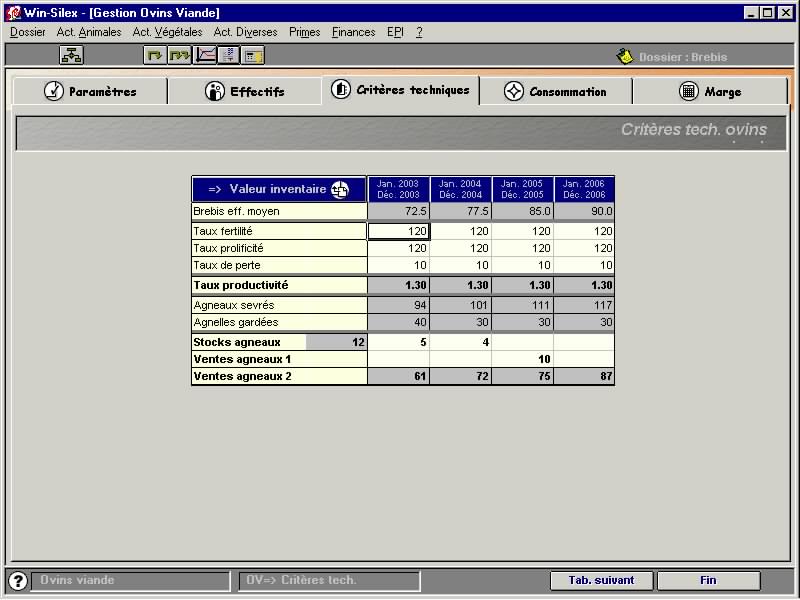 Win-Silex - [Gestion Ovins Viande]
Dossier Act. Animales Act. Végétales Act. Diverses Primes Finances EPI ?
Dossier : Brebis
Paramètres Effectifs Critères techniques Consommation Marge
Critères tech. ovins
=> Valeur inventaire Jan. 2003 Jan. 2004 Jan. 2005 Jan. 2006
Déc. 2003 Déc. 2004 Déc. 2005 Déc. 2006
Brebis eff. moyen 72.5 77.5 85.0 90.0
Taux fertilité 120 120 120 120
Taux prolificité 120 120 120 120
Taux de perte 10 10 10 10
Taux productivité 1.30 1.30 1.30 1.30
Agneaux sevrés 94 101 111 117
Agnelles gardées 40 30 30 30
Stocks agneaux 12 5 4
Ventes agneaux 1 10
Ventes agneaux 2 61 72 75 87
? Ovins viande OV=> Critères tech. Tab. suivant Fin